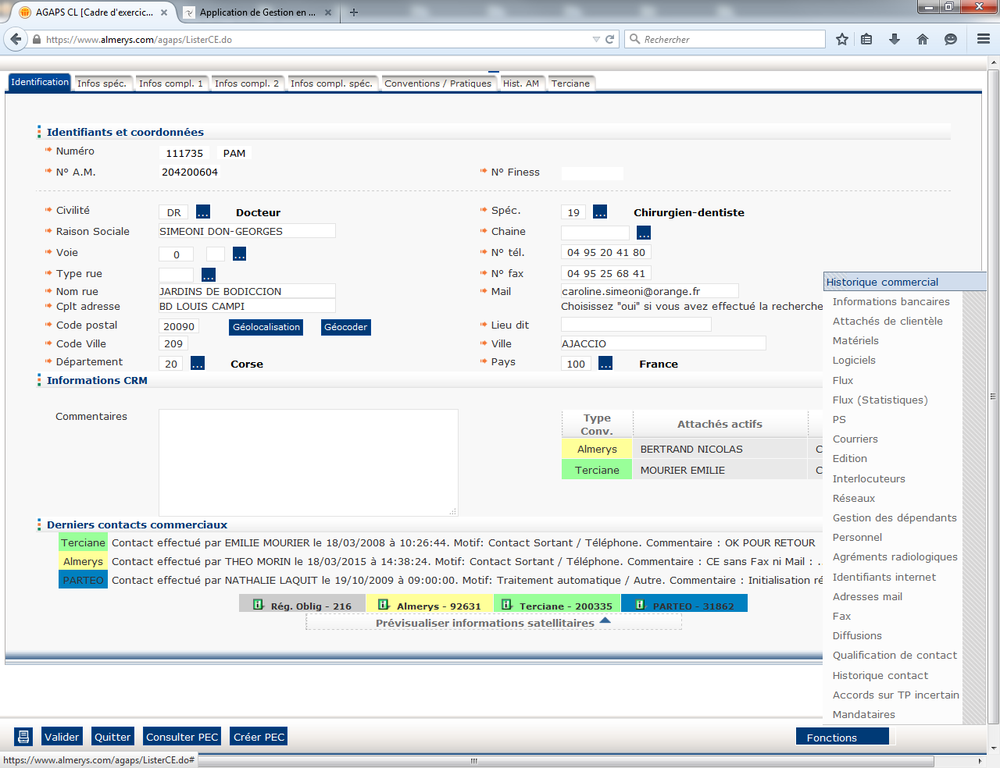 AGAPS CL [Cadre d'exercic... ×
Application de Gestion en ... ×
https://www.almerys.com/agaps/ListerCE.do
Rechercher
Identification
Infos spéc.
Infos compl. 1
Infos compl. 2
Infos compl. spéc.
Conventions / Pratiques
Hist. AM
Terciane
Identifiants et coordonnées
Numéro 111735 PAM
N° A.M. 204200604 N° Finess
Civilité DR ... Docteur Spéc. 19 ... Chirurgien-dentiste
Raison Sociale SIMEONI DON-GEORGES Chaine ...
Voie 0 ... N° tél. 04 95 20 41 80
Type rue ... N° fax 04 95 25 68 41
Nom rue JARDINS DE BODICCION Mail caroline.simeoni@orange.fr
Cplt adresse BD LOUIS CAMPI Choisissez "oui" si vous avez effectué la recherche
Code postal 20090 Géolocalisation Géocoder Lieu dit
Code Ville 209 Ville AJACCIO
Département 20 ... Corse Pays 100 ... France
Informations CRM
Commentaires
Type Conv. Attachés actifs
Almerys BERTRAND NICOLAS C
Terciane MOURIER EMILIE C
Derniers contacts commerciaux
Terciane Contact effectué par EMILIE MOURIER le 18/03/2008 à 10:26:44. Motif: Contact Sortant / Téléphone. Commentaire : OK POUR RETOUR
Almerys Contact effectué par THEO MORIN le 18/03/2015 à 14:38:24. Motif: Contact Sortant / Téléphone. Commentaire : CE sans Fax ni Mail : ..
PARTEO Contact effectué par NATHALIE LAQUIT le 19/10/2009 à 09:00:00. Motif: Traitement automatique / Autre. Commentaire : Initialisation ré
Rég. Oblig - 216 Almerys - 92631 Terciane - 200335 PARTEO - 31862
Prévisualiser informations satellitaires
Historique commercial
Informations bancaires
Attachés de clientèle
Matériels
Logiciels
Flux
Flux (Statistiques)
PS
Courriers
Edition
Interlocuteurs
Réseaux
Gestion des dépendants
Personnel
Agréments radiologiques
Identifiants internet
Adresses mail
Fax
Diffusions
Qualification de contact
Historique contact
Accords sur TP incertain
Mandataires
Valider Quitter Consulter PEC Créer PEC Fonctions
https://www.almerys.com/agaps/ListerCE.do#